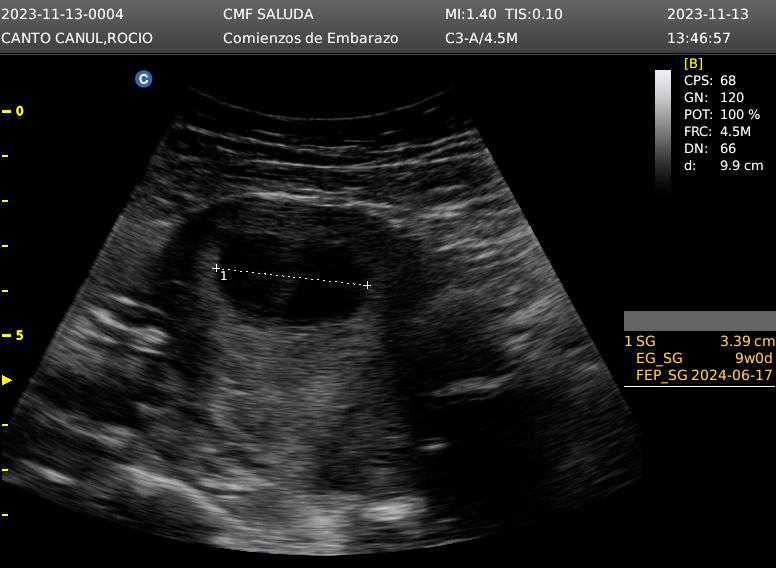 2023-11-13-0004 CMF SALUDA MI:1.40 TIS:0.10 2023-11-13
CANTO CANUL,ROCIO Comienzos de Embarazo C3-A/4.5M 13:46:57
C
[B]
CPS: 68
GN: 120
POT: 100 %
FRC: 4.5M
DN: 66
d: 9.9 cm
0
1
5
1 SG 3.39 cm
EG_SG 9w0d
FEP_SG 2024-06-17